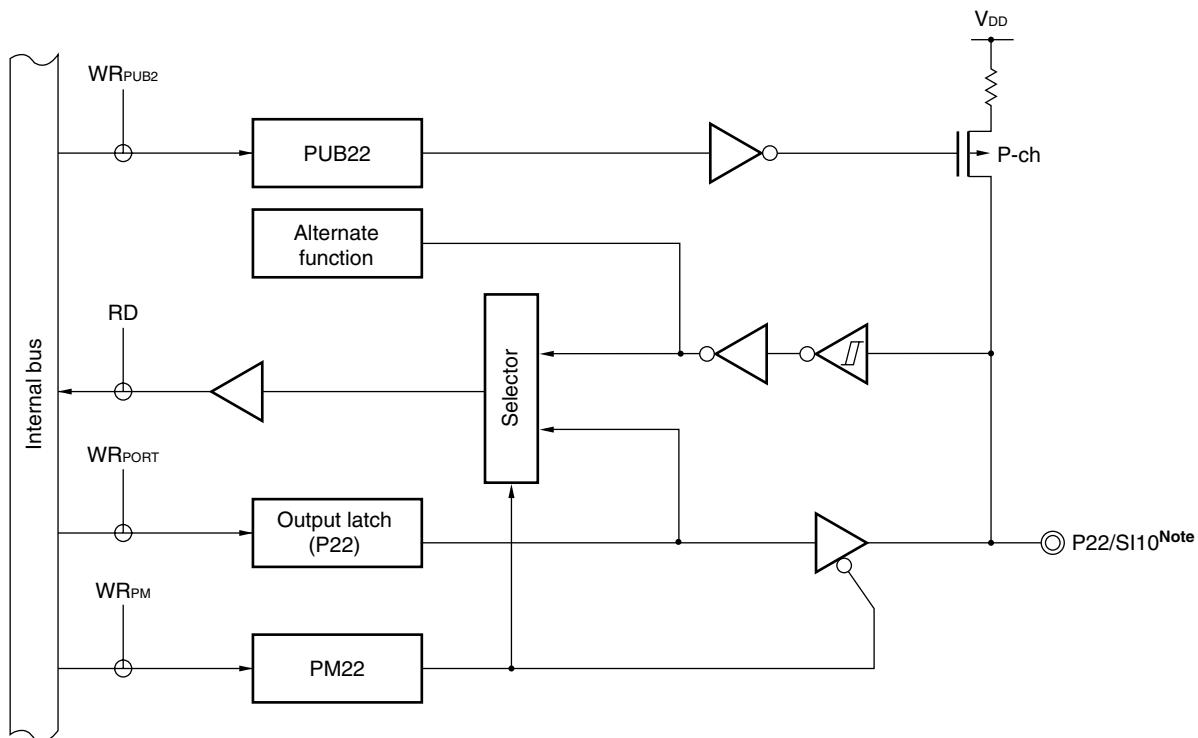 VDD
WRPUB2
PUB22
P-ch
Alternate
function
RD
Internal bus
Selector
WRPORT
Output latch
(P22)
P22/SI10Note
WRPM
PM22